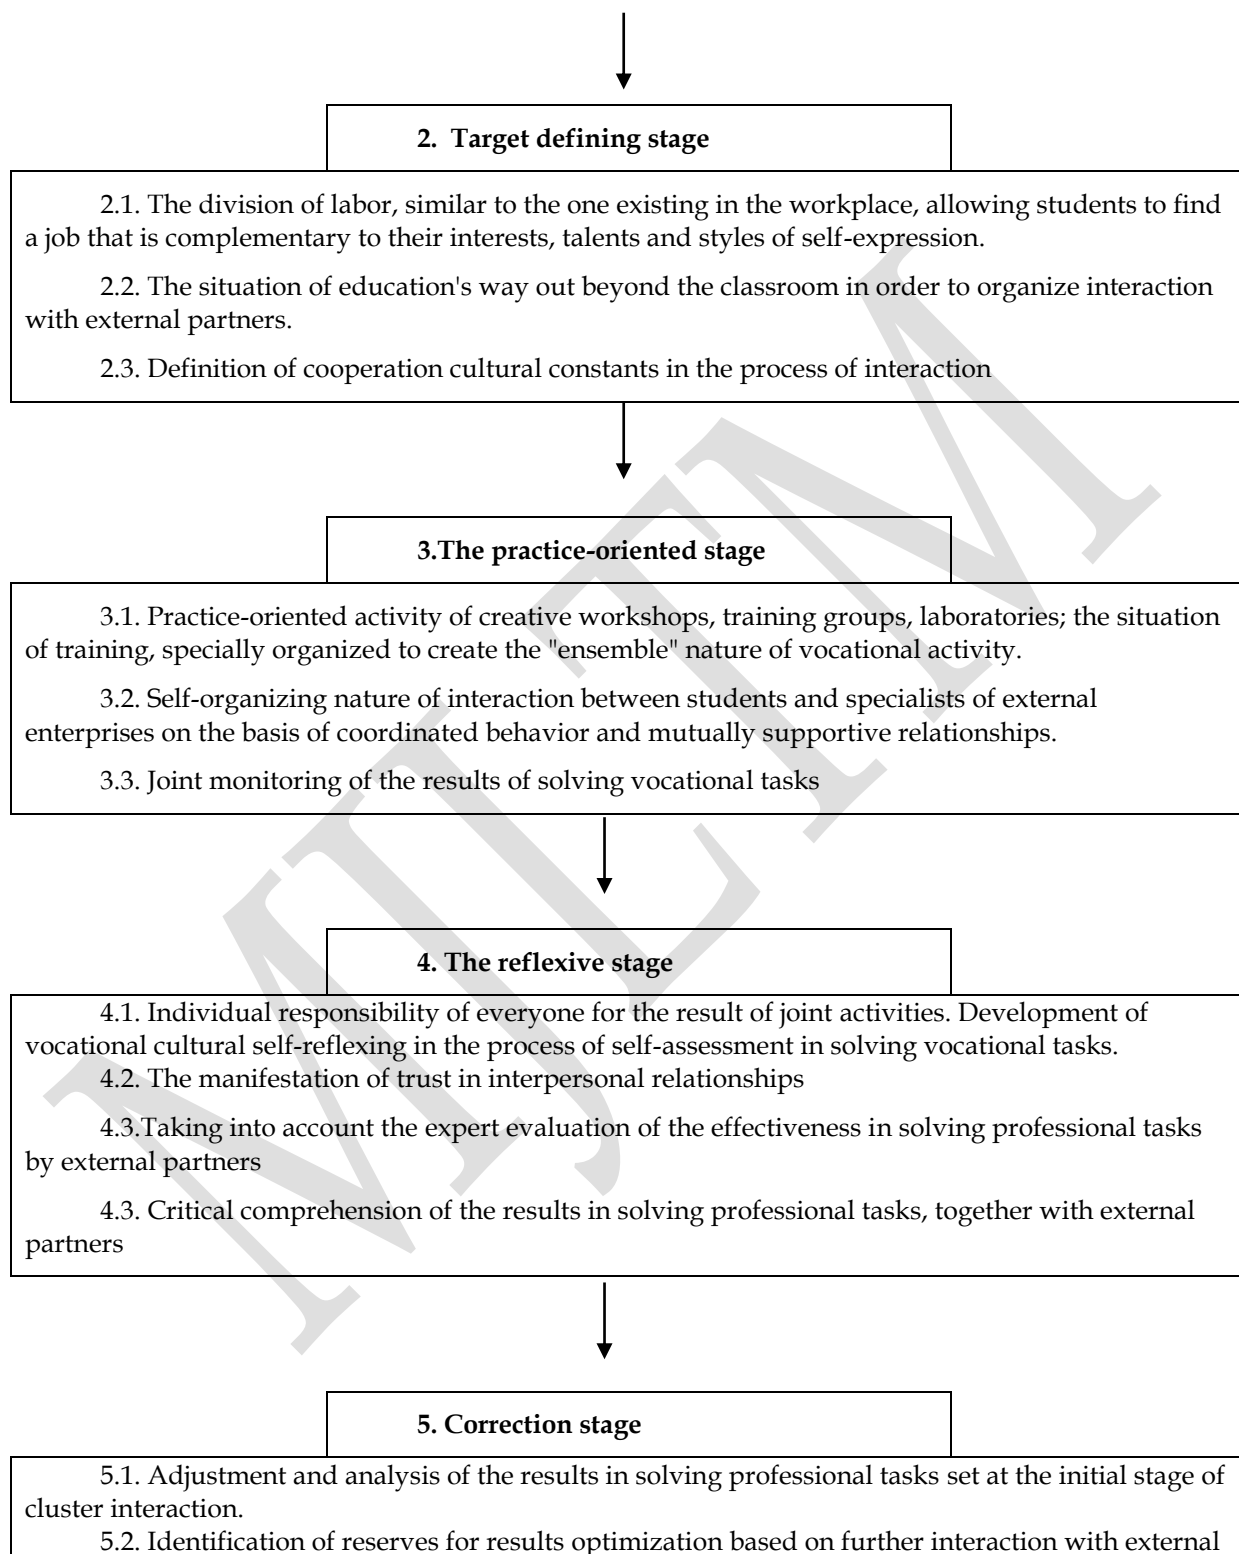 2. Target defining stage
2.1. The division of labor, similar to the one existing in the workplace, allowing students to find
a job that is complementary to their interests, talents and styles of self-expression.
2.2. The situation of education's way out beyond the classroom in order to organize interaction
with external partners.
2.3. Definition of cooperation cultural constants in the process of interaction
3.The practice-oriented stage
3.1. Practice-oriented activity of creative workshops, training groups, laboratories; the situation
of training, specially organized to create the "ensemble" nature of vocational activity.
3.2. Self-organizing nature of interaction between students and specialists of external
enterprises on the basis of coordinated behavior and mutually supportive relationships.
3.3. Joint monitoring of the results of solving vocational tasks
4. The reflexive stage
4.1. Individual responsibility of everyone for the result of joint activities. Development of
vocational cultural self-reflexing in the process of self-assessment in solving vocational tasks.
4.2. The manifestation of trust in interpersonal relationships
4.3.Taking into account the expert evaluation of the effectiveness in solving professional tasks
by external partners
4.3. Critical comprehension of the results in solving professional tasks, together with external
partners
5. Correction stage
5.1. Adjustment and analysis of the results in solving professional tasks set at the initial stage of
cluster interaction.
5.2. Identification of reserves for results optimization based on further interaction with external
MJLTM